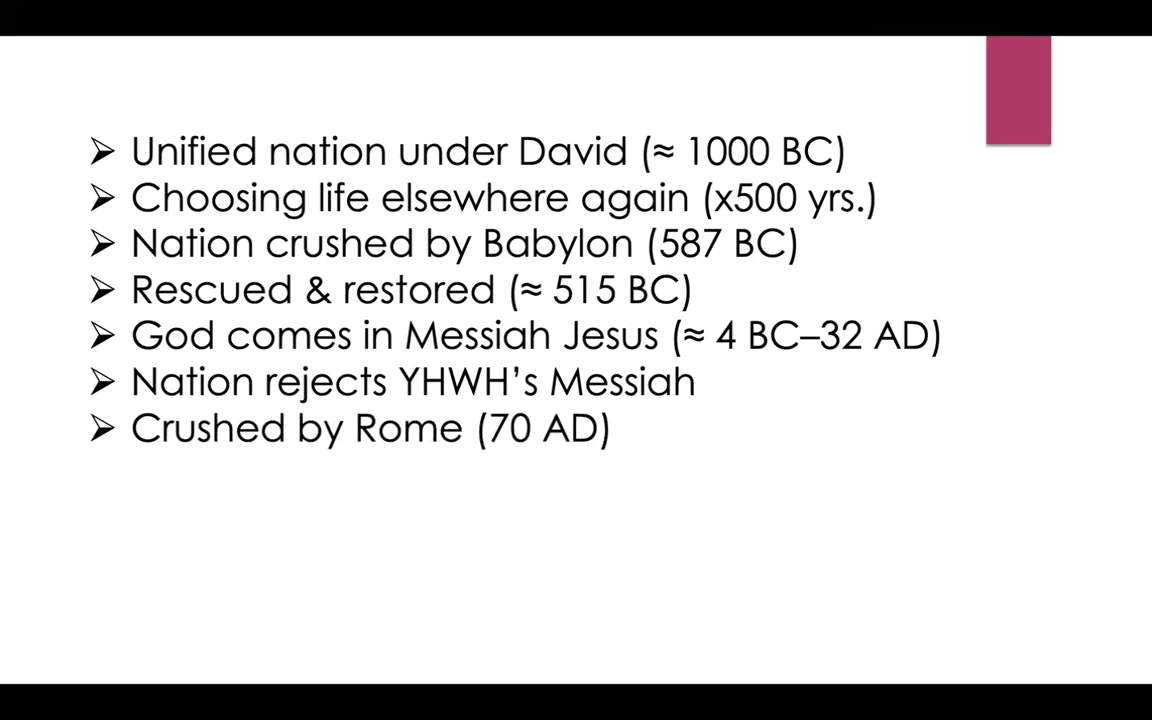 ➢ Unified nation under David (≈ 1000 BC)
➢ Choosing life elsewhere again (x500 yrs.)
➢ Nation crushed by Babylon (587 BC)
➢ Rescued & restored (≈ 515 BC)
➢ God comes in Messiah Jesus (≈ 4 BC–32 AD)
➢ Nation rejects YHWH’s Messiah
➢ Crushed by Rome (70 AD)